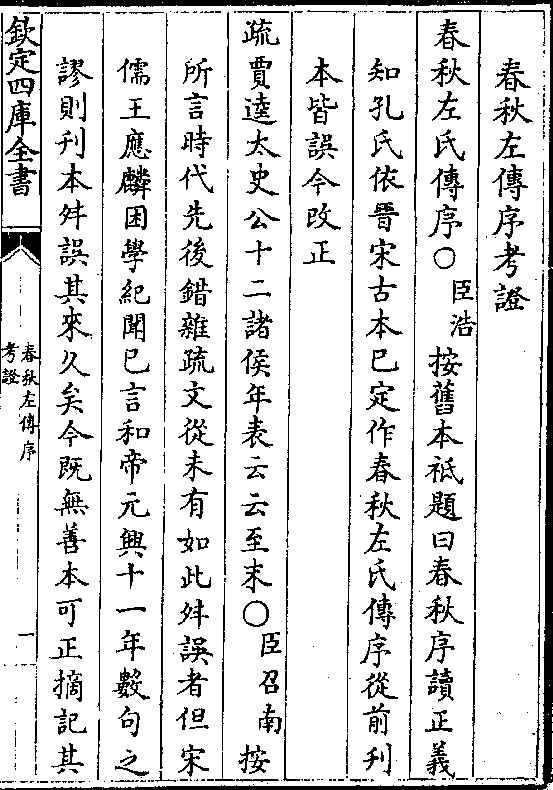 春秋左傳序考證
春秋左氏傳序○臣浩按舊本祗題曰春秋序讀正義
知孔氏依晉宋古本已定作春秋左氏傳序從前刋
本皆誤今改正
疏賈逵太史公十二諸侯年表云云至末○臣召南按
所言時代先後錯雜疏文從未有如此舛誤者但宋
儒王應麟困學紀聞已言和帝元興十一年數句之
謬則刋本舛誤其來久矣今既無善本可正摘記其
欽定四庫全書
春秋左傳序
考證
一